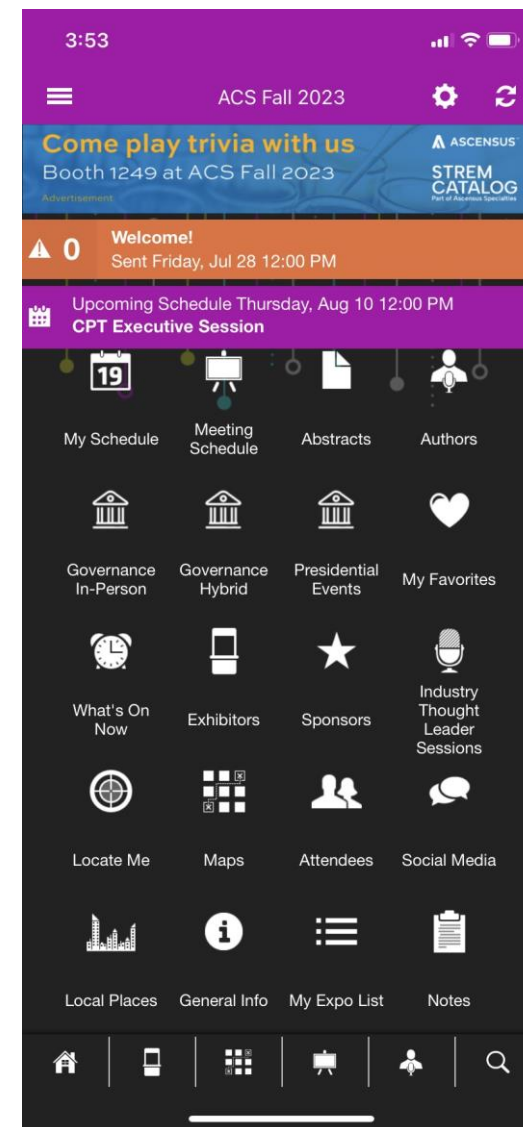 3:53
ACS Fall 2023
Come play trivia with us
Booth 1249 at ACS Fall 2023
Advertisement
ASCENSUS
STREM
CATALOG
Part of Ascensus Specialties
0
Welcome!
Sent Friday, Jul 28 12:00 PM
Upcoming Schedule Thursday, Aug 10 12:00 PM
CPT Executive Session
19
My Schedule
Meeting
Schedule
Abstracts
Authors
Governance
In-Person
Governance
Hybrid
Presidential
Events
My Favorites
What's On
Now
Exhibitors
Sponsors
Industry
Thought
Leader
Sessions
Locate Me
Maps
Attendees
Social Media
Local Places
General Info
My Expo List
Notes